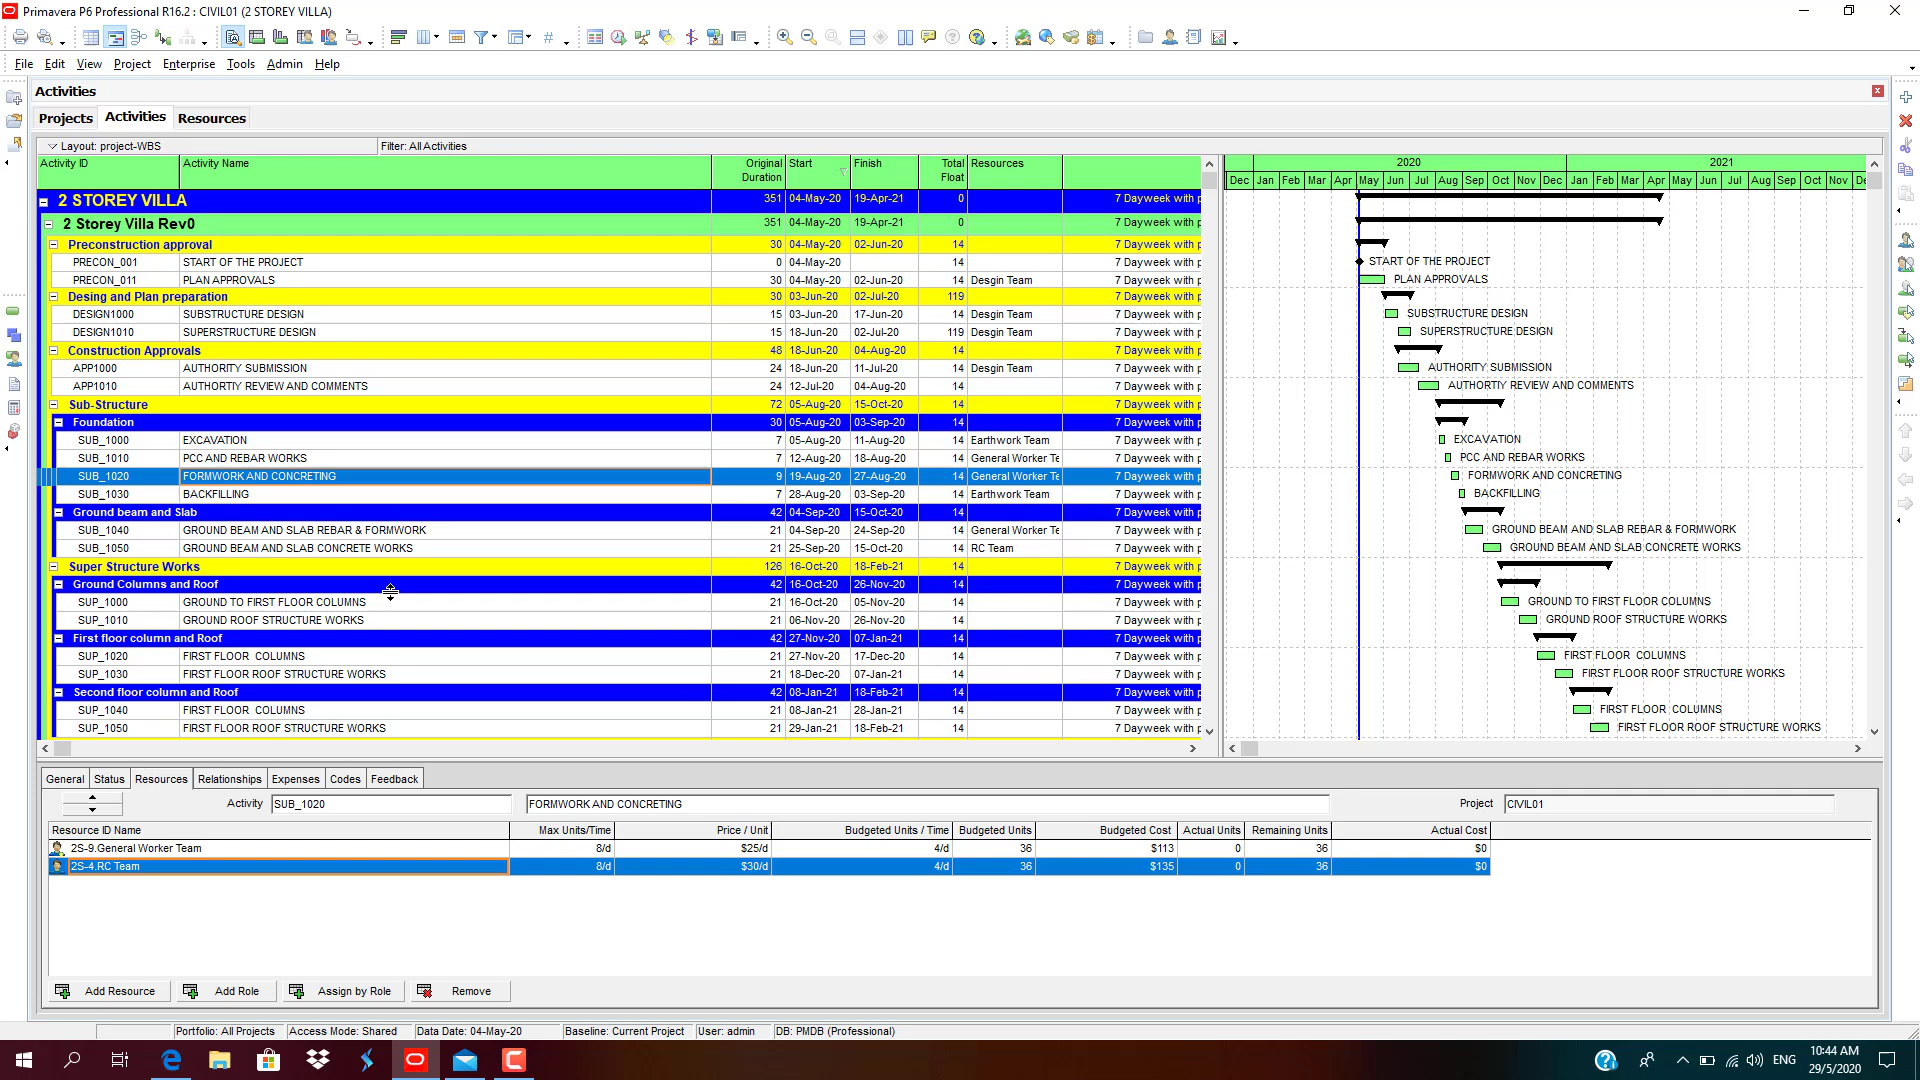 Primavera P6 Professional R16.2 : CIVIL01 (2 STOREY VILLA)
File Edit View Project Enterprise Tools Admin Help
Activities
Projects Activities Resources
Layout: project-WBS Filter: All Activities
Activity ID Activity Name Original Duration Start Finish Total Float Resources
2020 2021
Dec Jan Feb Mar Apr May Jun Jul Aug Sep Oct Nov Dec Jan Feb Mar Apr May Jun Jul Aug Sep Oct Nov De
2 STOREY VILLA 351 04-May-20 19-Apr-21 0 7 Dayweek with p
2 Storey Villa Rev0 351 04-May-20 19-Apr-21 0 7 Dayweek with p
Preconstruction approval 30 04-May-20 02-Jun-20 14 7 Dayweek with p
PRECON_001 START OF THE PROJECT 0 04-May-20 14 7 Dayweek with p START OF THE PROJECT
PRECON_011 PLAN APPROVALS 30 04-May-20 02-Jun-20 14 Desgin Team 7 Dayweek with p PLAN APPROVALS
Desing and Plan preparation 30 03-Jun-20 02-Jul-20 119 7 Dayweek with p
DESIGN1000 SUBSTRUCTURE DESIGN 15 03-Jun-20 17-Jun-20 14 Desgin Team 7 Dayweek with p SUBSTRUCTURE DESIGN
DESIGN1010 SUPERSTRUCTURE DESIGN 15 18-Jun-20 02-Jul-20 119 Desgin Team 7 Dayweek with p SUPERSTRUCTURE DESIGN
Construction Approvals 48 18-Jun-20 04-Aug-20 14 7 Dayweek with p
APP1000 AUTHORITY SUBMISSION 24 18-Jun-20 11-Jul-20 14 Desgin Team 7 Dayweek with p AUTHORITY SUBMISSION
APP1010 AUTHORTIY REVIEW AND COMMENTS 24 12-Jul-20 04-Aug-20 14 7 Dayweek with p AUTHORTIY REVIEW AND COMMENTS
Sub-Structure 72 05-Aug-20 15-Oct-20 14 7 Dayweek with p
Foundation 30 05-Aug-20 03-Sep-20 14 7 Dayweek with p
SUB_1000 EXCAVATION 7 05-Aug-20 11-Aug-20 14 Earthwork Team 7 Dayweek with p EXCAVATION
SUB_1010 PCC AND REBAR WORKS 7 12-Aug-20 18-Aug-20 14 General Worker Te 7 Dayweek with p PCC AND REBAR WORKS
SUB_1020 FORMWORK AND CONCRETING 9 19-Aug-20 27-Aug-20 14 General Worker Te 7 Dayweek with p FORMWORK AND CONCRETING
SUB_1030 BACKFILLING 7 28-Aug-20 03-Sep-20 14 Earthwork Team 7 Dayweek with p BACKFILLING
Ground beam and Slab 42 04-Sep-20 15-Oct-20 14 7 Dayweek with p
SUB_1040 GROUND BEAM AND SLAB REBAR & FORMWORK 21 04-Sep-20 24-Sep-20 14 General Worker Te 7 Dayweek with p GROUND BEAM AND SLAB REBAR & FORMWORK
SUB_1050 GROUND BEAM AND SLAB CONCRETE WORKS 21 25-Sep-20 15-Oct-20 14 RC Team 7 Dayweek with p GROUND BEAM AND SLAB CONCRETE WORKS
Super Structure Works 126 16-Oct-20 18-Feb-21 14 7 Dayweek with p
Ground Columns and Roof 42 16-Oct-20 26-Nov-20 14 7 Dayweek with p
SUP_1000 GROUND TO FIRST FLOOR COLUMNS 21 16-Oct-20 05-Nov-20 14 7 Dayweek with p GROUND TO FIRST FLOOR COLUMNS
SUP_1010 GROUND ROOF STRUCTURE WORKS 21 06-Nov-20 26-Nov-20 14 7 Dayweek with p GROUND ROOF STRUCTURE WORKS
First floor column and Roof 42 27-Nov-20 07-Jan-21 14 7 Dayweek with p
SUP_1020 FIRST FLOOR COLUMNS 21 27-Nov-20 17-Dec-20 14 7 Dayweek with p FIRST FLOOR COLUMNS
SUP_1030 FIRST FLOOR ROOF STRUCTURE WORKS 21 18-Dec-20 07-Jan-21 14 7 Dayweek with p FIRST FLOOR ROOF STRUCTURE WORKS
Second floor column and Roof 42 08-Jan-21 18-Feb-21 14 7 Dayweek with p
SUP_1040 FIRST FLOOR COLUMNS 21 08-Jan-21 28-Jan-21 14 7 Dayweek with p FIRST FLOOR COLUMNS
SUP_1050 FIRST FLOOR ROOF STRUCTURE WORKS 21 29-Jan-21 18-Feb-21 14 7 Dayweek with p FIRST FLOOR ROOF STRUCTURE WORKS
General Status Resources Relationships Expenses Codes Feedback
Activity SUB_1020 FORMWORK AND CONCRETING Project CIVIL01
Resource ID Name Max Units/Time Price / Unit Budgeted Units / Time Budgeted Units Budgeted Cost Actual Units Remaining Units Actual Cost
2S-9.General Worker Team 8/d $25/d 4/d 36 $113 0 36 $0
2S-4.RC Team 8/d $30/d 4/d 36 $135 0 36 $0
Add Resource Add Role Assign by Role Remove
Portfolio: All Projects Access Mode: Shared Data Date: 04-May-20 Baseline: Current Project User: admin DB: PMDB (Professional)
ENG 10:44 AM
29/5/2020